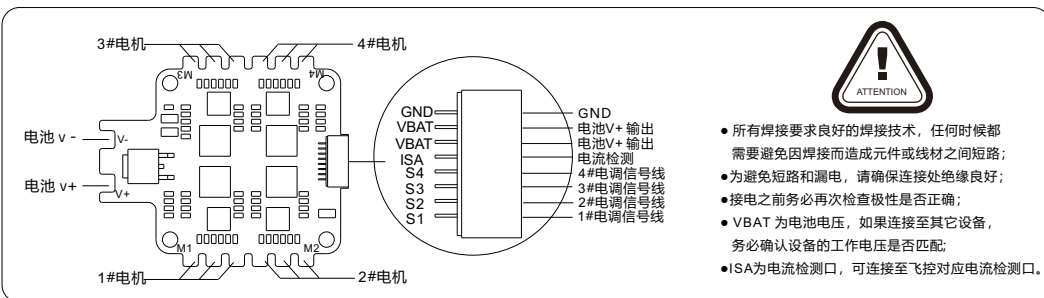 3#电机
4#电机
M3
M4
电池 v -
V-
电池 v+
V+
M1
M2
1#电机
2#电机
GND
VBAT
VBAT
ISA
S4
S3
S2
S1
GND
电池V+ 输出
电池V+ 输出
电流检测
4#电调信号线
3#电调信号线
2#电调信号线
1#电调信号线
!
ATTENTION
● 所有焊接要求良好的焊接技术，任何时候都
需要避免因焊接而造成元件或线材之间短路；
●为避免短路和漏电，请确保连接处绝缘良好；
●接电之前务必再次检查极性是否正确；
● VBAT 为电池电压，如果连接至其它设备，
务必确认设备的工作电压是否匹配;
●ISA为电流检测口，可连接至飞控对应电流检测口。